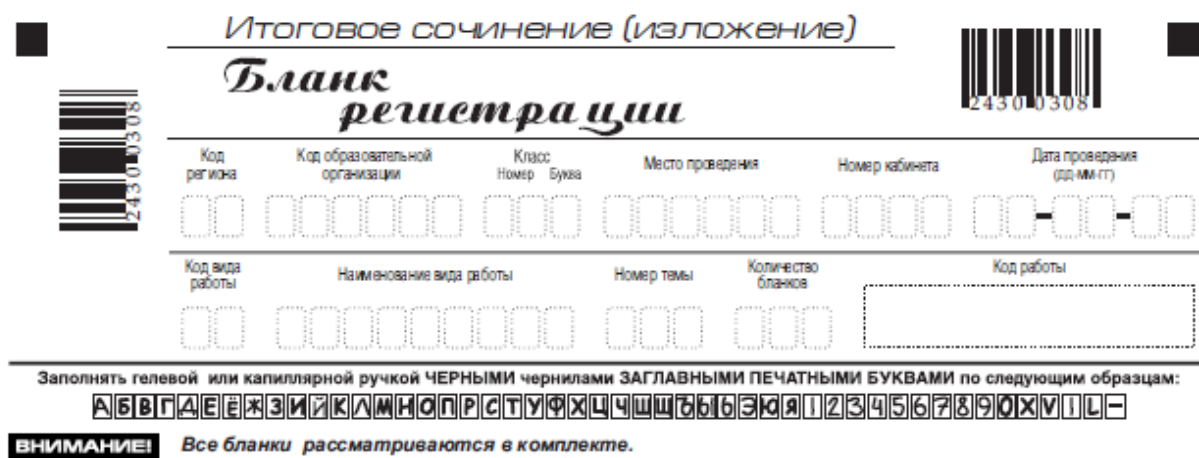 Итоговое сочинение (изложение)
Бланк
регистрации
2430 0308
2430 0308
Код региона
Код образовательной организации
Класс
Номер Буква
Место проведения
Номер кабинета
Дата проведения
(ДД-ММ-ГГ)
Код вида работы
Наименование вида работы
Номер темы
Количество бланков
Код работы
Заполнять гелевой или капиллярной ручкой ЧЕРНЫМИ чернилами ЗАГЛАВНЫМИ ПЕЧАТНЫМИ БУКВАМИ по следующим образцам:
АБВГДЕЁЖЗИЙКЛМНОПРСТУФХЦЧШЩЪЫЬЭЮЯ1234567890XVIL-
ВНИМАНИЕ! Все бланки рассматриваются в комплекте.